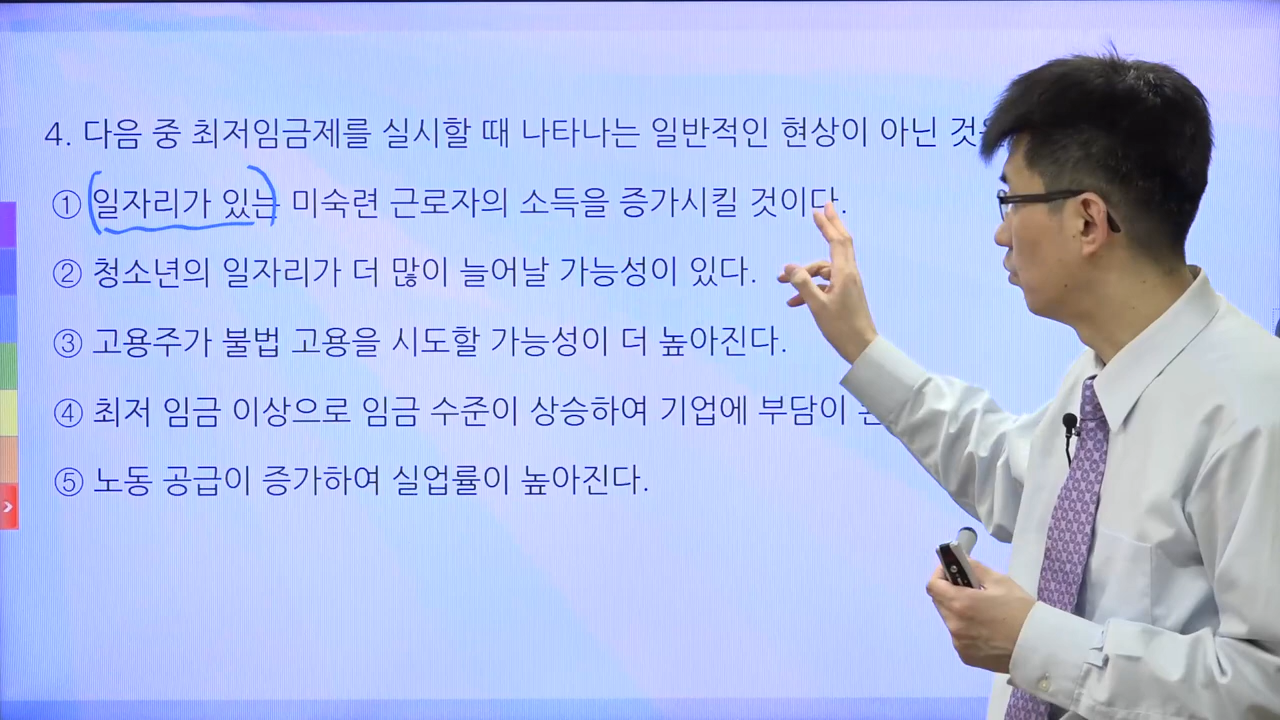 4. 다음 중 최저임금제를 실시할 때 나타나는 일반적인 현상이 아닌
① 일자리가 있는 미숙련 근로자의 소득을 증가시킬 것이다.
② 청소년의 일자리가 더 많이 늘어날 가능성이 있다.
③ 고용주가 불법 고용을 시도할 가능성이 더 높아진다.
④ 최저 임금 이상으로 임금 수준이 상승하여 기업에 부담이
⑤ 노동 공급이 증가하여 실업률이 높아진다.